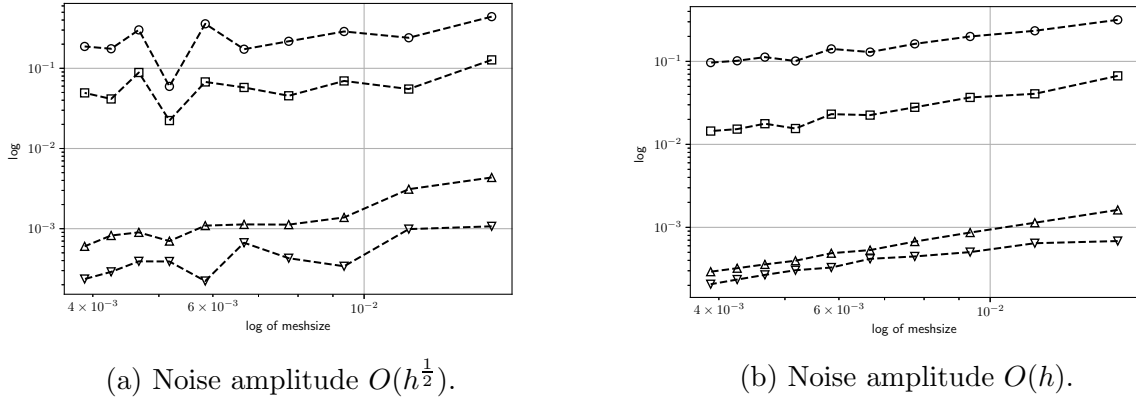 10⁻¹
10⁻²
10⁻³
log
4 × 10⁻³
6 × 10⁻³
10⁻²
log of meshsize
(a) Noise amplitude O(h^{1/2}).
10⁻¹
10⁻²
10⁻³
log
4 × 10⁻³
6 × 10⁻³
10⁻²
log of meshsize
(b) Noise amplitude O(h).